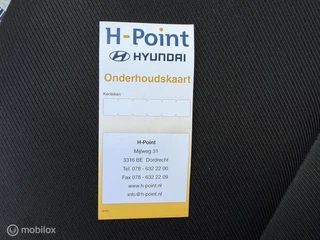 H-Point
HYUNDAI
Onderhoudskaart
Kenteken
H-Point
Mijlweg 31
3316 BE Dordrecht
Tel. 078 - 632 22 00
Fax 078 - 632 22 09
www.h-point.nl
info@h-point.nl
mobilox